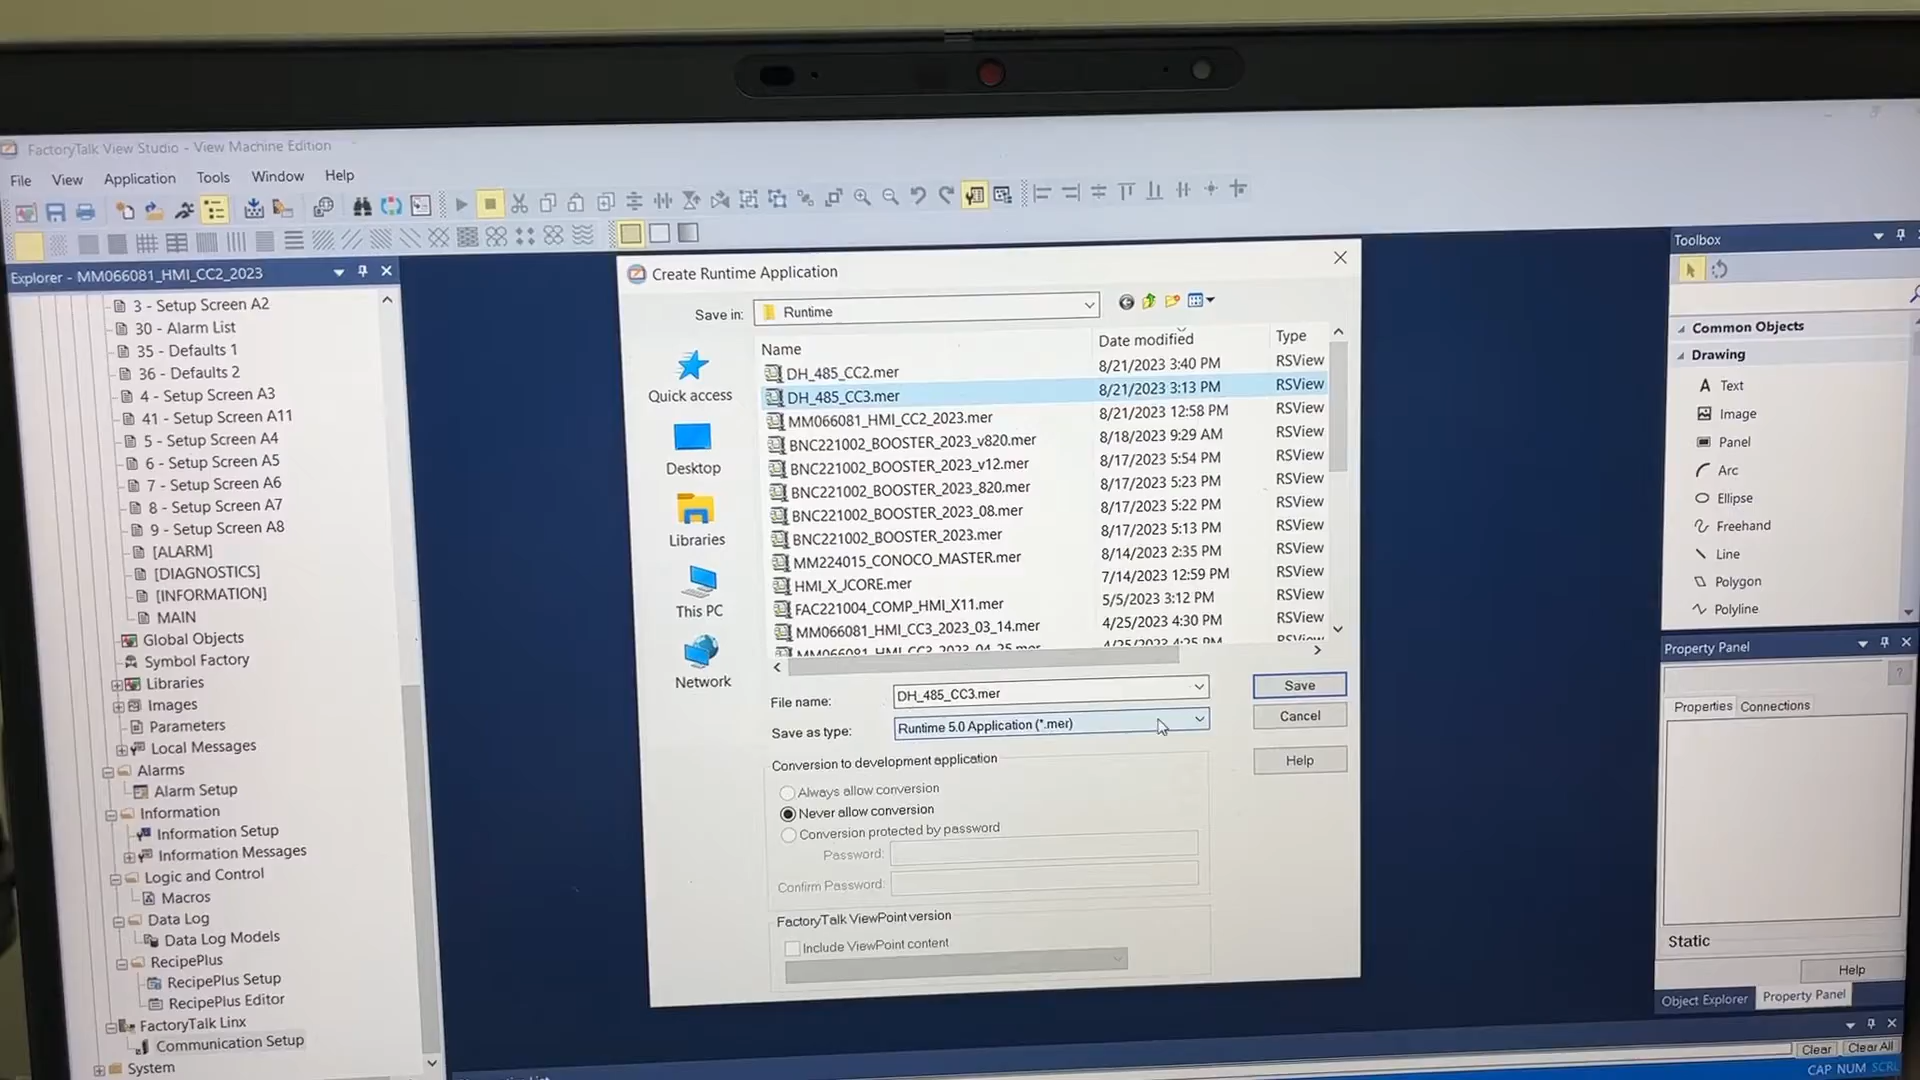 FactoryTalk View Studio - View Machine Edition
File View Application Tools Window Help
Explorer - MM066081_HMI_CC2_2023
3 - Setup Screen A2
30 - Alarm List
35 - Defaults 1
36 - Defaults 2
4 - Setup Screen A3
41 - Setup Screen A11
5 - Setup Screen A4
6 - Setup Screen A5
7 - Setup Screen A6
8 - Setup Screen A7
9 - Setup Screen A8
[ALARM]
[DIAGNOSTICS]
[INFORMATION]
MAIN
Global Objects
Symbol Factory
Libraries
Images
Parameters
Local Messages
Alarms
Alarm Setup
Information
Information Setup
Information Messages
Logic and Control
Macros
Data Log
Data Log Models
RecipePlus
RecipePlus Setup
RecipePlus Editor
FactoryTalk Linx
Communication Setup
System
Create Runtime Application
Save in: Runtime
Quick access
Desktop
Libraries
This PC
Network
Name Date modified Type
DH_485_CC2.mer 8/21/2023 3:40 PM RSView
DH_485_CC3.mer 8/21/2023 3:13 PM RSView
MM066081_HMI_CC2_2023.mer 8/21/2023 12:58 PM RSView
BNC221002_BOOSTER_2023_v820.mer 8/18/2023 9:29 AM RSView
BNC221002_BOOSTER_2023_v12.mer 8/17/2023 5:54 PM RSView
BNC221002_BOOSTER_2023_820.mer 8/17/2023 5:23 PM RSView
BNC221002_BOOSTER_2023_08.mer 8/17/2023 5:22 PM RSView
BNC221002_BOOSTER_2023.mer 8/17/2023 5:13 PM RSView
MM224015_CONOCO_MASTER.mer 8/14/2023 2:35 PM RSView
HMI_X_JCORE.mer 7/14/2023 12:59 PM RSView
FAC221004_COMP_HMI_X11.mer 5/5/2023 3:12 PM RSView
MM066081_HMI_CC3_2023_03_14.mer 4/25/2023 4:30 PM RSView
MM066081_HMI_CC3_2023_04_25.mer 4/25/2023 4:25 PM RSView
File name: DH_485_CC3.mer
Save as type: Runtime 5.0 Application (*.mer)
Save
Cancel
Help
Conversion to development application
Always allow conversion
Never allow conversion
Conversion protected by password
Password:
Confirm Password:
FactoryTalk ViewPoint version
Include ViewPoint content
Toolbox
Common Objects
Drawing
Text
Image
Panel
Arc
Ellipse
Freehand
Line
Polygon
Polyline
Property Panel
?
Properties Connections
Static
Help
Object Explorer Property Panel
Clear Clear All
CAP NUM SCRL